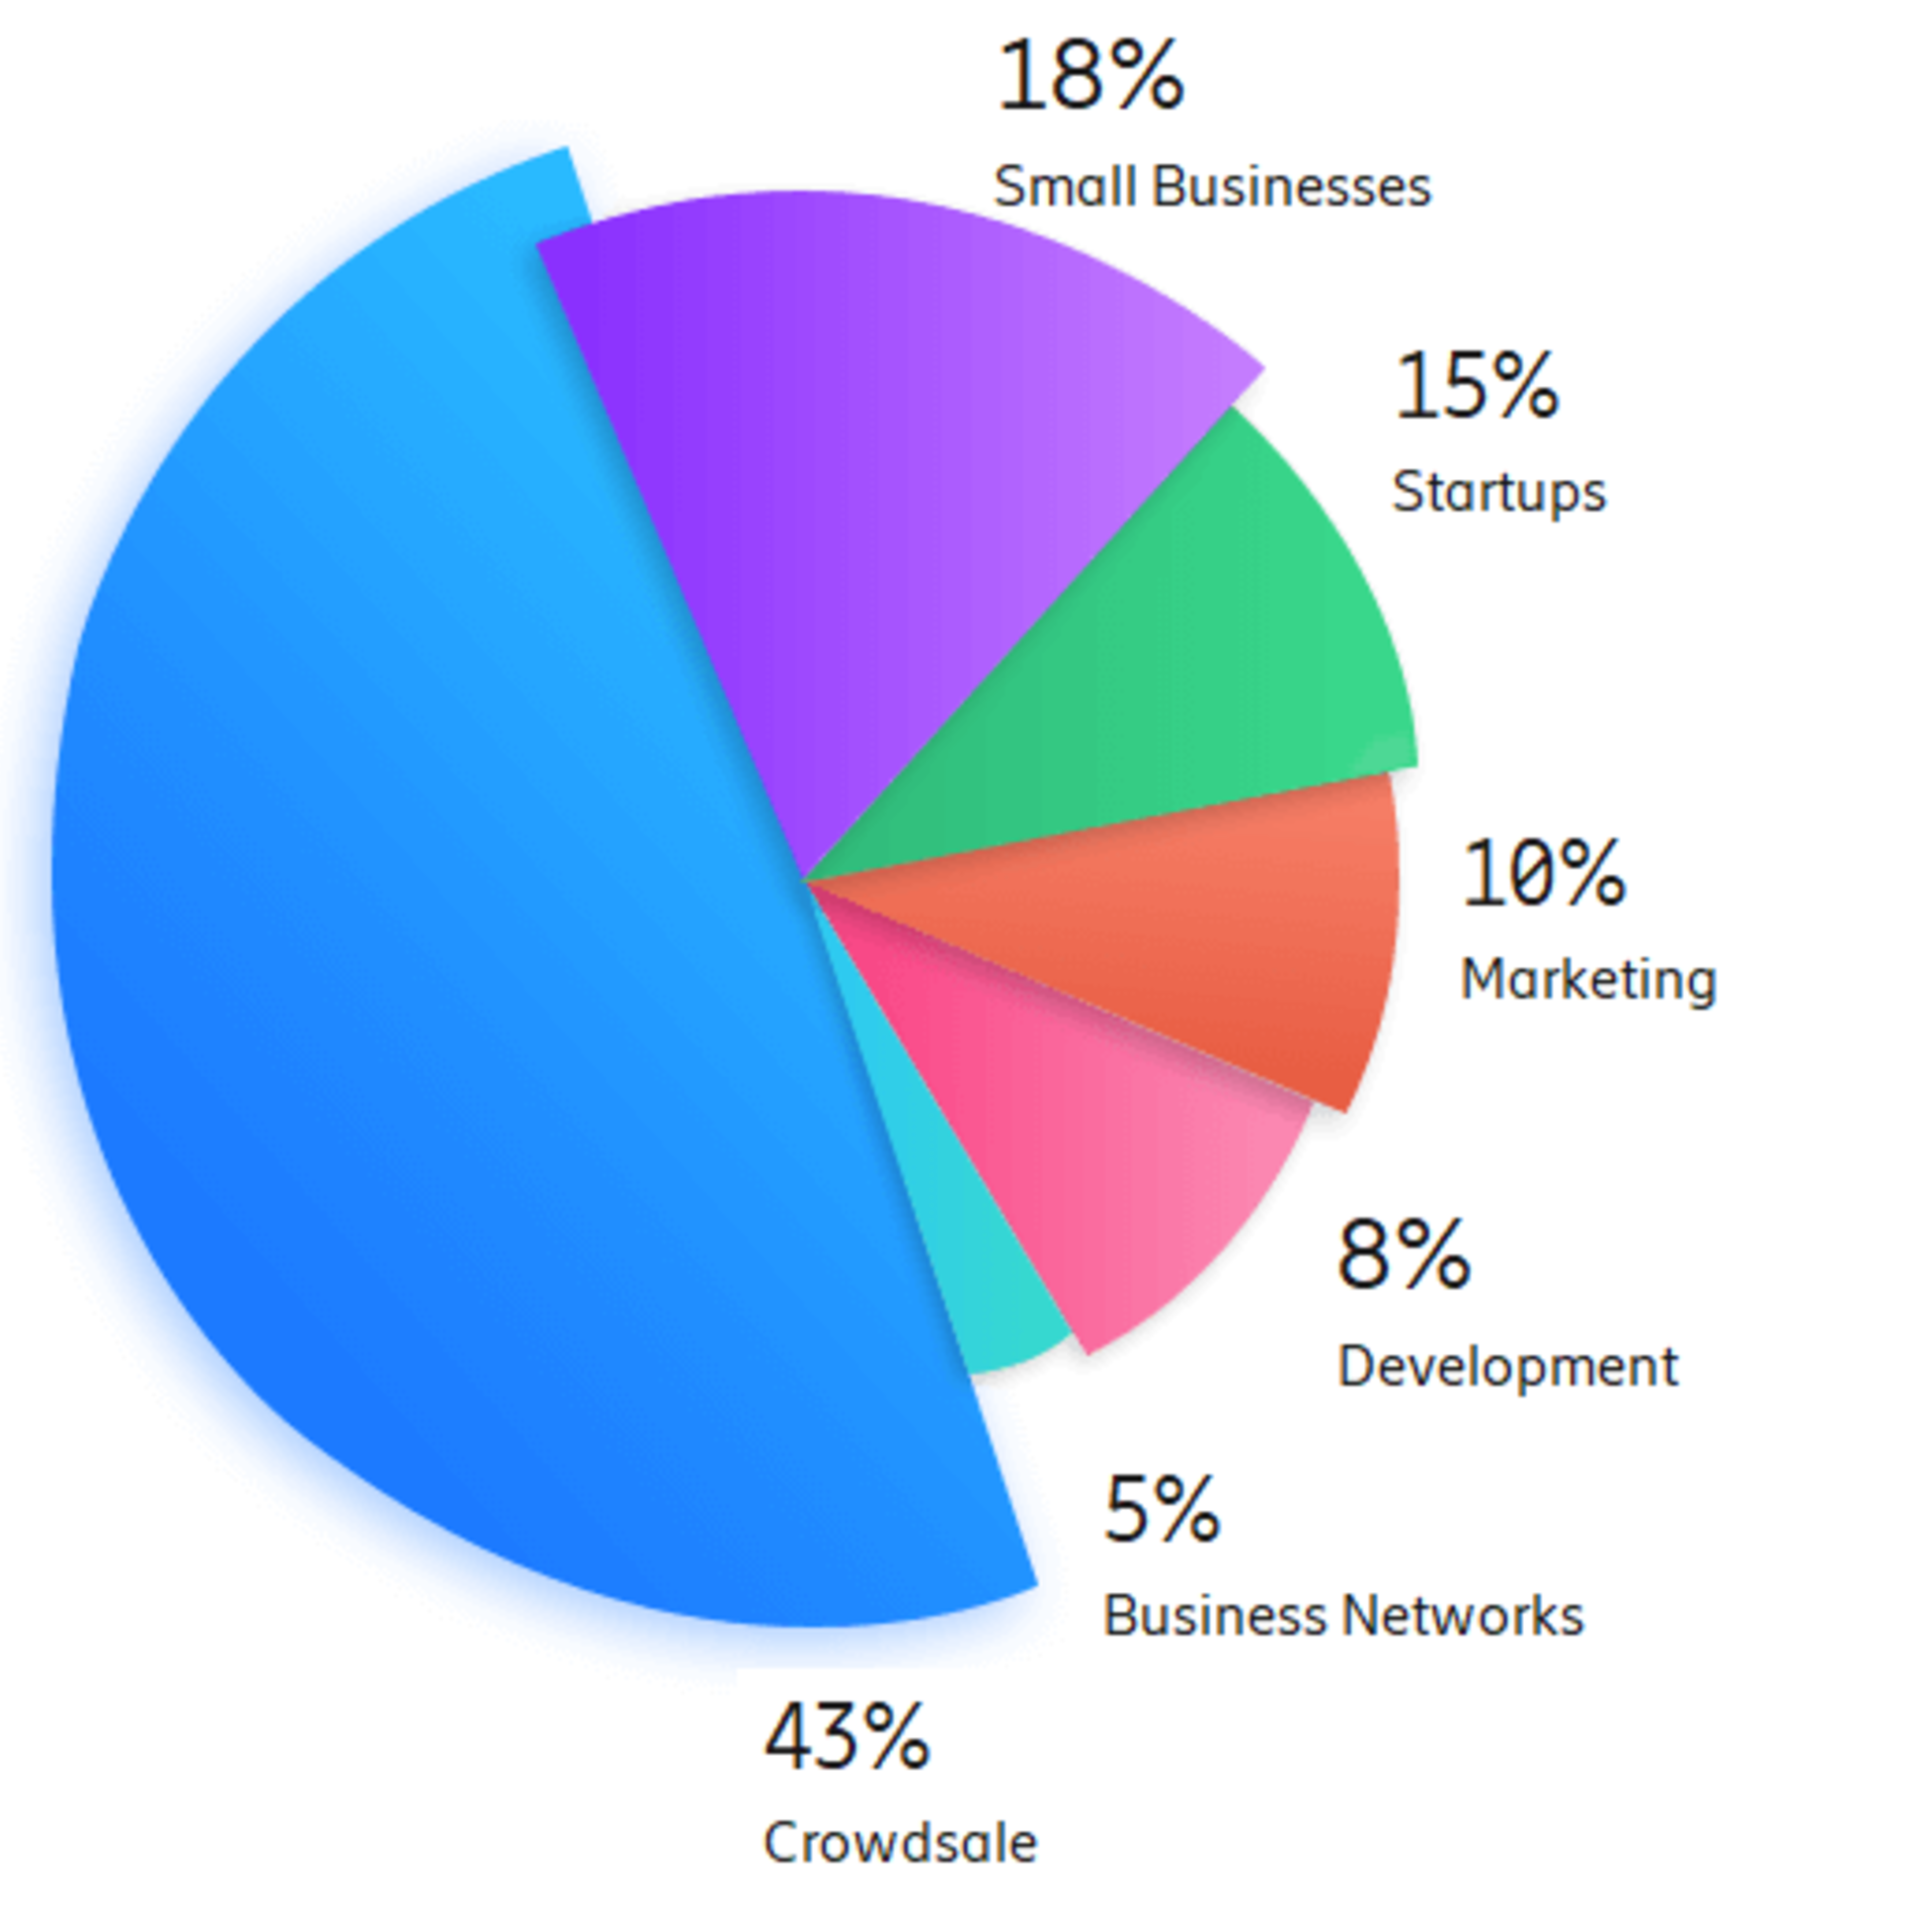 18%
Small Businesses
15%
Startups
10%
Marketing
8%
Development
5%
Business Networks
43%
Crowdsale